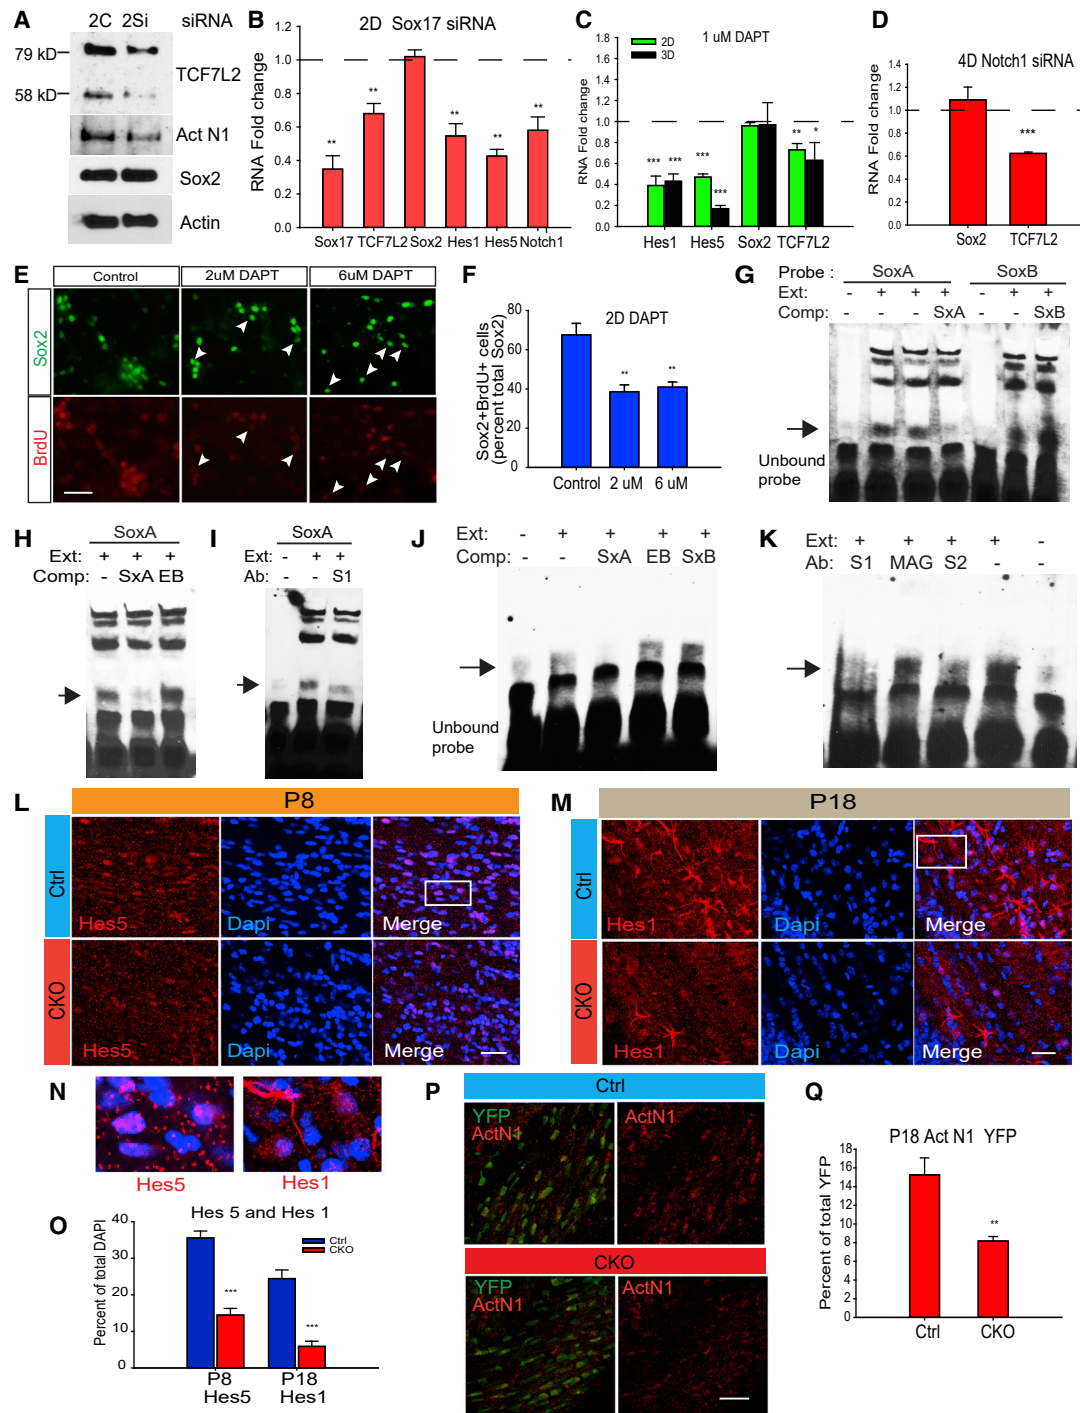 A
2C 2Si siRNA
79 kD
58 kD
TCF7L2
Act N1
Sox2
Actin
B
2D Sox17 siRNA
RNA Fold change
1.2
1.0
0.8
0.6
0.4
0.2
0.0
** ** ** ** **
Sox17 TCF7L2 Sox2 Hes1 Hes5 Notch1
C
1 uM DAPT
2D
3D
RNA Fold change
1.8
1.6
1.4
1.2
1.0
0.8
0.6
0.4
0.2
0.0
*** *** *** *** ** *
Hes1 Hes5 Sox2 TCF7L2
D
4D Notch1 siRNA
RNA Fold change
1.4
1.2
1.0
0.8
0.6
0.4
0.2
0.0
***
Sox2 TCF7L2
E
Control 2uM DAPT 6uM DAPT
Sox2
BrdU
F
2D DAPT
Sox2+BrdU+ cells
(percent total Sox2)
80
60
40
20
0
** **
Control 2 uM 6 uM
G
Probe : SoxA SoxB
Ext: - + + + - + +
Comp: - - - SxA - - SxB
Unbound
probe
H
SoxA
Ext: + + +
Comp: - SxA EB
I
SoxA
Ext: - + +
Ab: - - S1
J
Ext: - + + + +
Comp: - - SxA EB SxB
Unbound
probe
K
Ext: + + + + -
Ab: S1 MAG S2 - -
L
P8
Ctrl
Hes5 Dapi Merge
CKO
Hes5 Dapi Merge
M
P18
Ctrl
Hes1 Dapi Merge
CKO
Hes1 Dapi Merge
N
Hes5 Hes1
O
Hes 5 and Hes 1
Ctrl
CKO
Percent of total DAPI
40
30
20
10
0
*** ***
P8 P18
Hes5 Hes1
P
Ctrl
YFP
ActN1
ActN1
CKO
YFP
ActN1
ActN1
Q
P18 Act N1 YFP
Percent of total YFP
18
16
14
12
10
8
6
4
2
0
**
Ctrl CKO